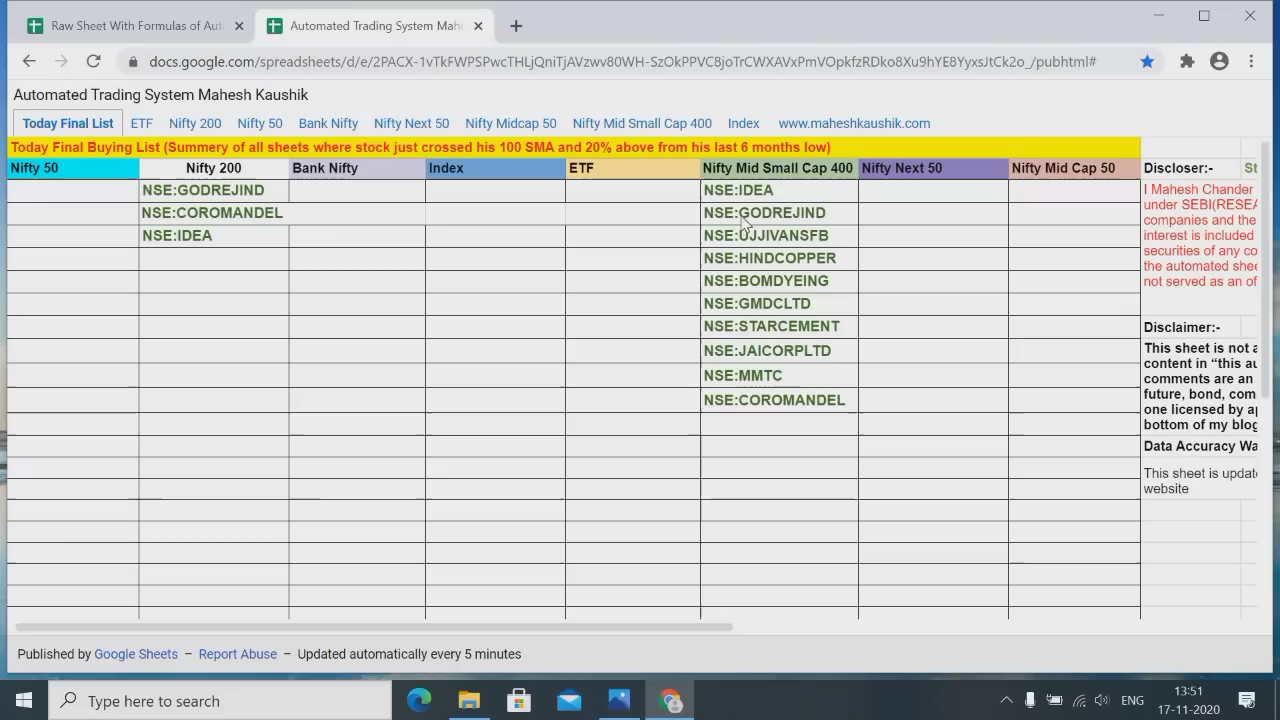 Raw Sheet With Formulas of Aut
Automated Trading System Mahe
docs.google.com/spreadsheets/d/e/2PACX-1vTkFWPSPwcTHLjQniTjAVzwv80WH-SzOkPPVC8joTrCWXAVxPmVOpkfzRDko8Xu9hYE8YyxsJtCk2o_/pubhtml#
Automated Trading System Mahesh Kaushik
Today Final List ETF Nifty 200 Nifty 50 Bank Nifty Nifty Next 50 Nifty Midcap 50 Nifty Mid Small Cap 400 Index www.maheshkaushik.com
Today Final Buying List (Summery of all sheets where stock just crossed his 100 SMA and 20% above from his last 6 months low)
Nifty 50 Nifty 200 Bank Nifty Index ETF Nifty Mid Small Cap 400 Nifty Next 50 Nifty Mid Cap 50 Discloser:- St
NSE:GODREJIND NSE:IDEA I Mahesh Chander
NSE:COROMANDEL NSE:GODREJIND under SEBI(RESEA
companies and the
NSE:IDEA NSE:UJJIVANSFB interest is included
NSE:HINDCOPPER securities of any co
the automated shee
NSE:BOMDYEING not served as an of
NSE:GMDCLTD
NSE:STARCEMENT Disclaimer:-
NSE:JAICORPLTD This sheet is not a
content in “this au
NSE:MMTC comments are an
future, bond, com
NSE:COROMANDEL one licensed by ap
bottom of my blog
Data Accuracy Wa
This sheet is update
website
Published by Google Sheets – Report Abuse – Updated automatically every 5 minutes
Type here to search
ENG
13:51
17-11-2020